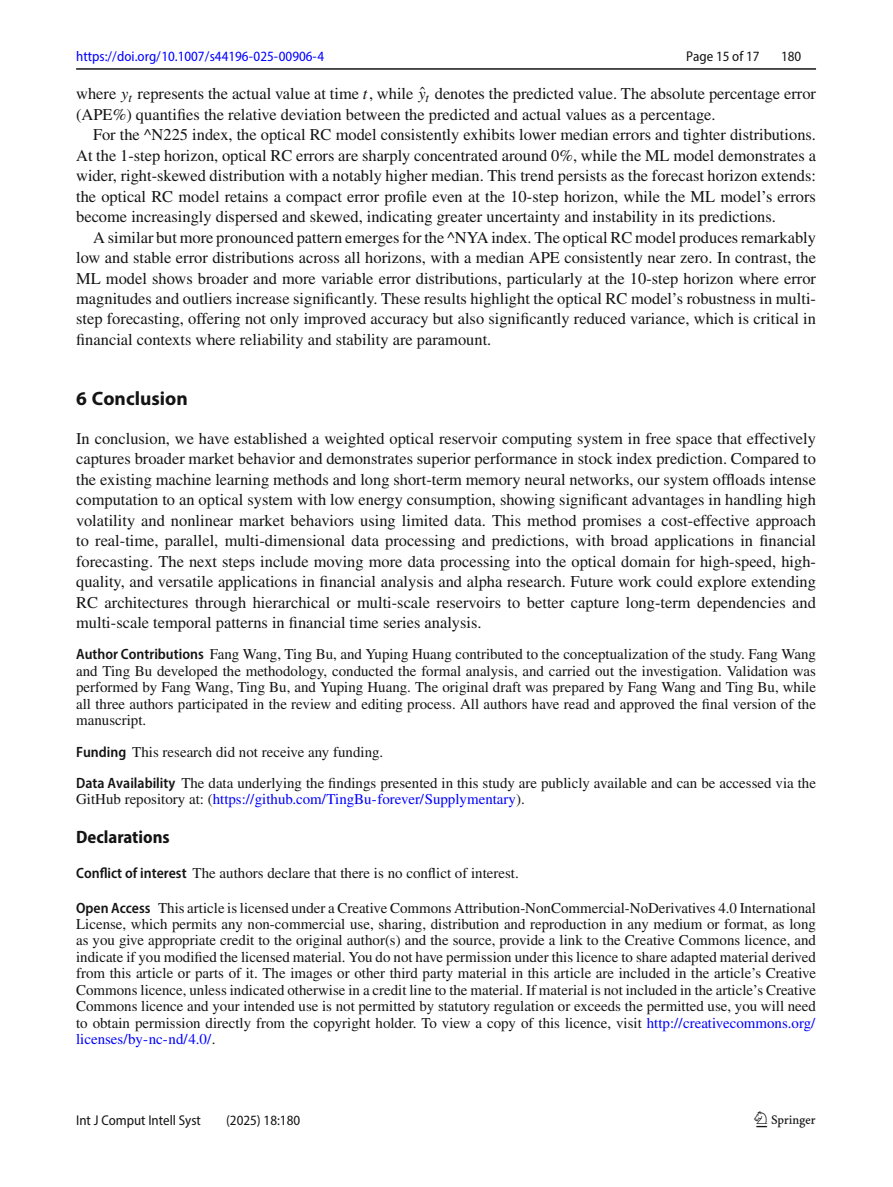 https://doi.org/10.1007/s44196-025-00906-4 Page 15 of 17 180
where yt represents the actual value at time t, while ŷt denotes the predicted value. The absolute percentage error
(APE%) quantifies the relative deviation between the predicted and actual values as a percentage.
For the ^N225 index, the optical RC model consistently exhibits lower median errors and tighter distributions.
At the 1-step horizon, optical RC errors are sharply concentrated around 0%, while the ML model demonstrates a
wider, right-skewed distribution with a notably higher median. This trend persists as the forecast horizon extends:
the optical RC model retains a compact error profile even at the 10-step horizon, while the ML model's errors
become increasingly dispersed and skewed, indicating greater uncertainty and instability in its predictions.
A similar but more pronounced pattern emerges for the ^NYA index. The optical RC model produces remarkably
low and stable error distributions across all horizons, with a median APE consistently near zero. In contrast, the
ML model shows broader and more variable error distributions, particularly at the 10-step horizon where error
magnitudes and outliers increase significantly. These results highlight the optical RC model's robustness in multi-
step forecasting, offering not only improved accuracy but also significantly reduced variance, which is critical in
financial contexts where reliability and stability are paramount.
6 Conclusion
In conclusion, we have established a weighted optical reservoir computing system in free space that effectively
captures broader market behavior and demonstrates superior performance in stock index prediction. Compared to
the existing machine learning methods and long short-term memory neural networks, our system offloads intense
computation to an optical system with low energy consumption, showing significant advantages in handling high
volatility and nonlinear market behaviors using limited data. This method promises a cost-effective approach
to real-time, parallel, multi-dimensional data processing and predictions, with broad applications in financial
forecasting. The next steps include moving more data processing into the optical domain for high-speed, high-
quality, and versatile applications in financial analysis and alpha research. Future work could explore extending
RC architectures through hierarchical or multi-scale reservoirs to better capture long-term dependencies and
multi-scale temporal patterns in financial time series analysis.
Author Contributions Fang Wang, Ting Bu, and Yuping Huang contributed to the conceptualization of the study. Fang Wang
and Ting Bu developed the methodology, conducted the formal analysis, and carried out the investigation. Validation was
performed by Fang Wang, Ting Bu, and Yuping Huang. The original draft was prepared by Fang Wang and Ting Bu, while
all three authors participated in the review and editing process. All authors have read and approved the final version of the
manuscript.
Funding This research did not receive any funding.
Data Availability The data underlying the findings presented in this study are publicly available and can be accessed via the
GitHub repository at: (https://github.com/TingBu-forever/Supplymentary).
Declarations
Conflict of interest The authors declare that there is no conflict of interest.
Open Access This article is licensed under a Creative Commons Attribution-NonCommercial-NoDerivatives 4.0 International
License, which permits any non-commercial use, sharing, distribution and reproduction in any medium or format, as long
as you give appropriate credit to the original author(s) and the source, provide a link to the Creative Commons licence, and
indicate if you modified the licensed material. You do not have permission under this licence to share adapted material derived
from this article or parts of it. The images or other third party material in this article are included in the article's Creative
Commons licence, unless indicated otherwise in a credit line to the material. If material is not included in the article's Creative
Commons licence and your intended use is not permitted by statutory regulation or exceeds the permitted use, you will need
to obtain permission directly from the copyright holder. To view a copy of this licence, visit http://creativecommons.org/
licenses/by-nc-nd/4.0/.
Int J Comput Intell Syst (2025) 18:180 Springer